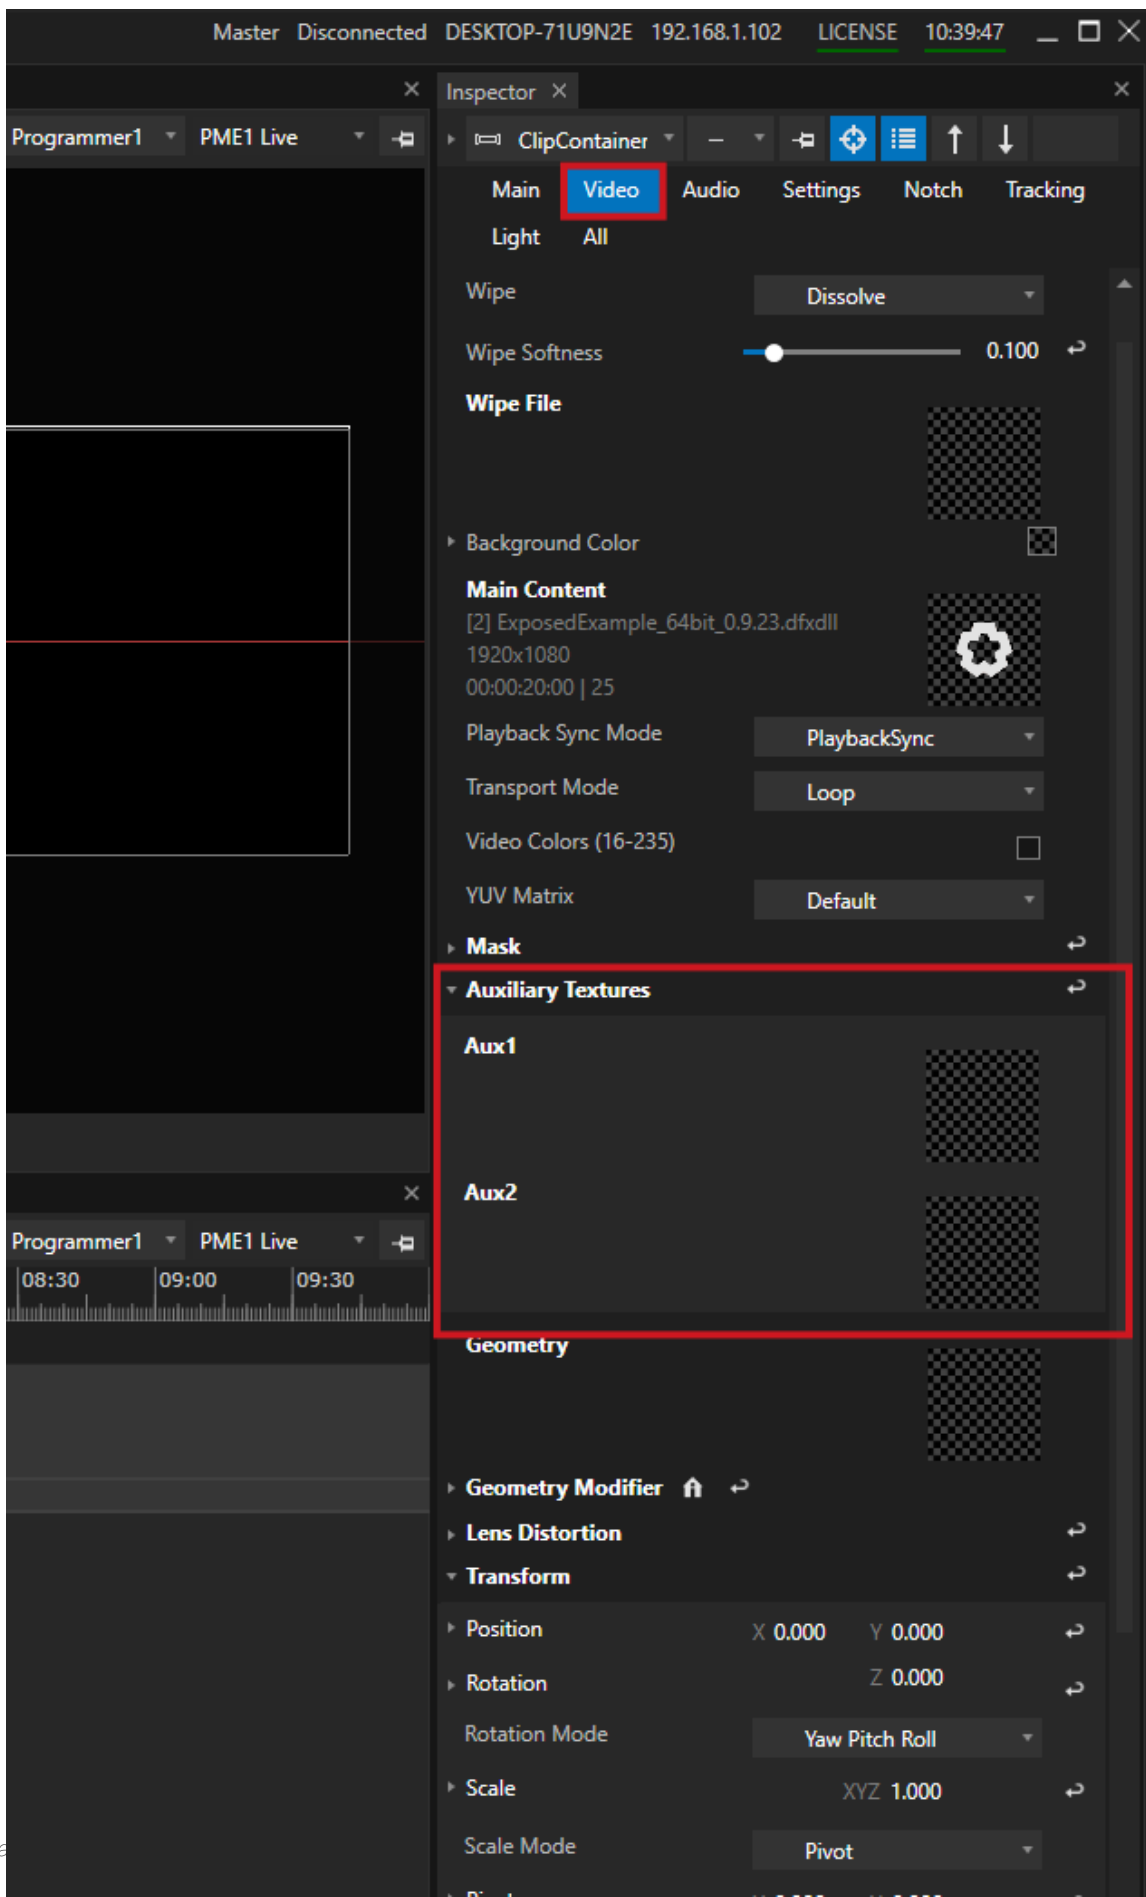 Master Disconnected DESKTOP-71U9N2E 192.168.1.102 LICENSE 10:39:47
Inspector
Programmer1 PME1 Live
ClipContainer –
Main Video Audio Settings Notch Tracking
Light All
Wipe Dissolve
Wipe Softness 0.100
Wipe File
Background Color
Main Content
[2] ExposedExample_64bit_0.9.23.dfxdll
1920x1080
00:00:20:00 | 25
Playback Sync Mode PlaybackSync
Transport Mode Loop
Video Colors (16-235)
YUV Matrix Default
Mask
Auxiliary Textures
Aux1
Aux2
Programmer1 PME1 Live
08:30 09:00 09:30
Geometry
Geometry Modifier
Lens Distortion
Transform
Position X 0.000 Y 0.000
Z 0.000
Rotation
Rotation Mode Yaw Pitch Roll
Scale XYZ 1.000
Scale Mode Pivot